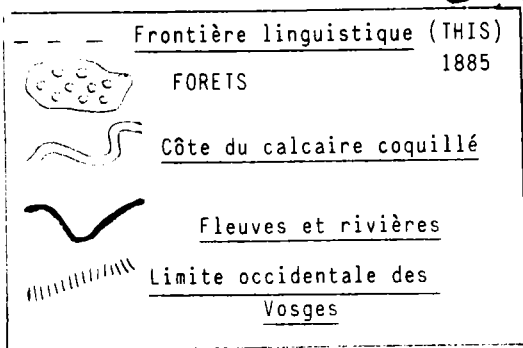 Frontière linguistique (THIS)
1885
FORETS
Côte du calcaire coquillé
Fleuves et rivières
Limite occidentale des
Vosges